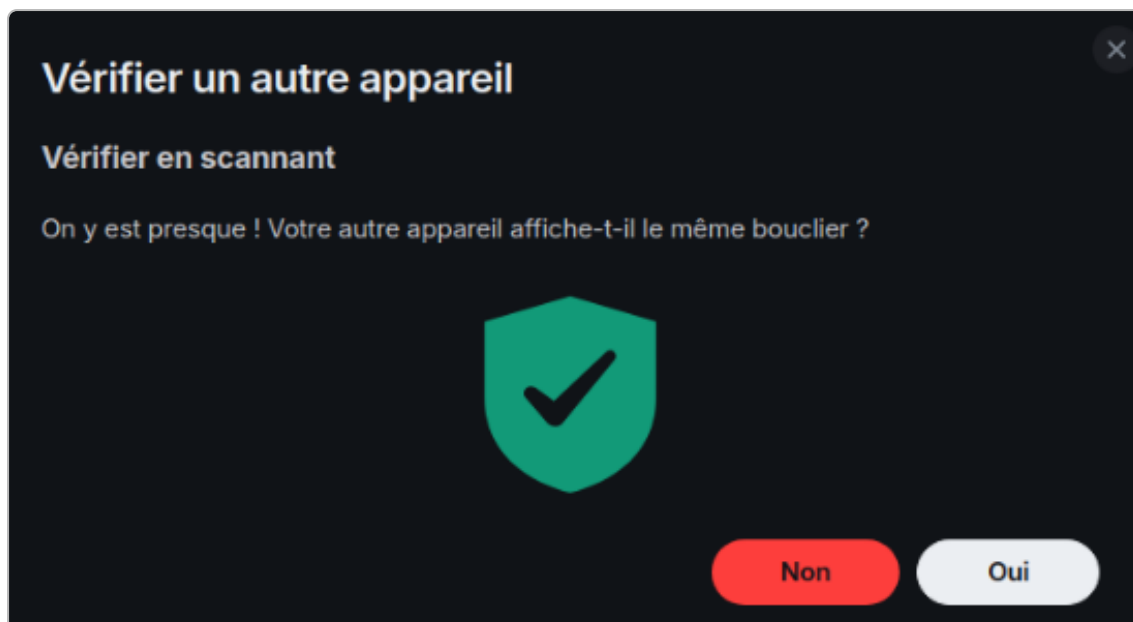 Vérifier un autre appareil
Vérifier en scannant
On y est presque ! Votre autre appareil affiche-t-il le même bouclier ?
Non
Oui